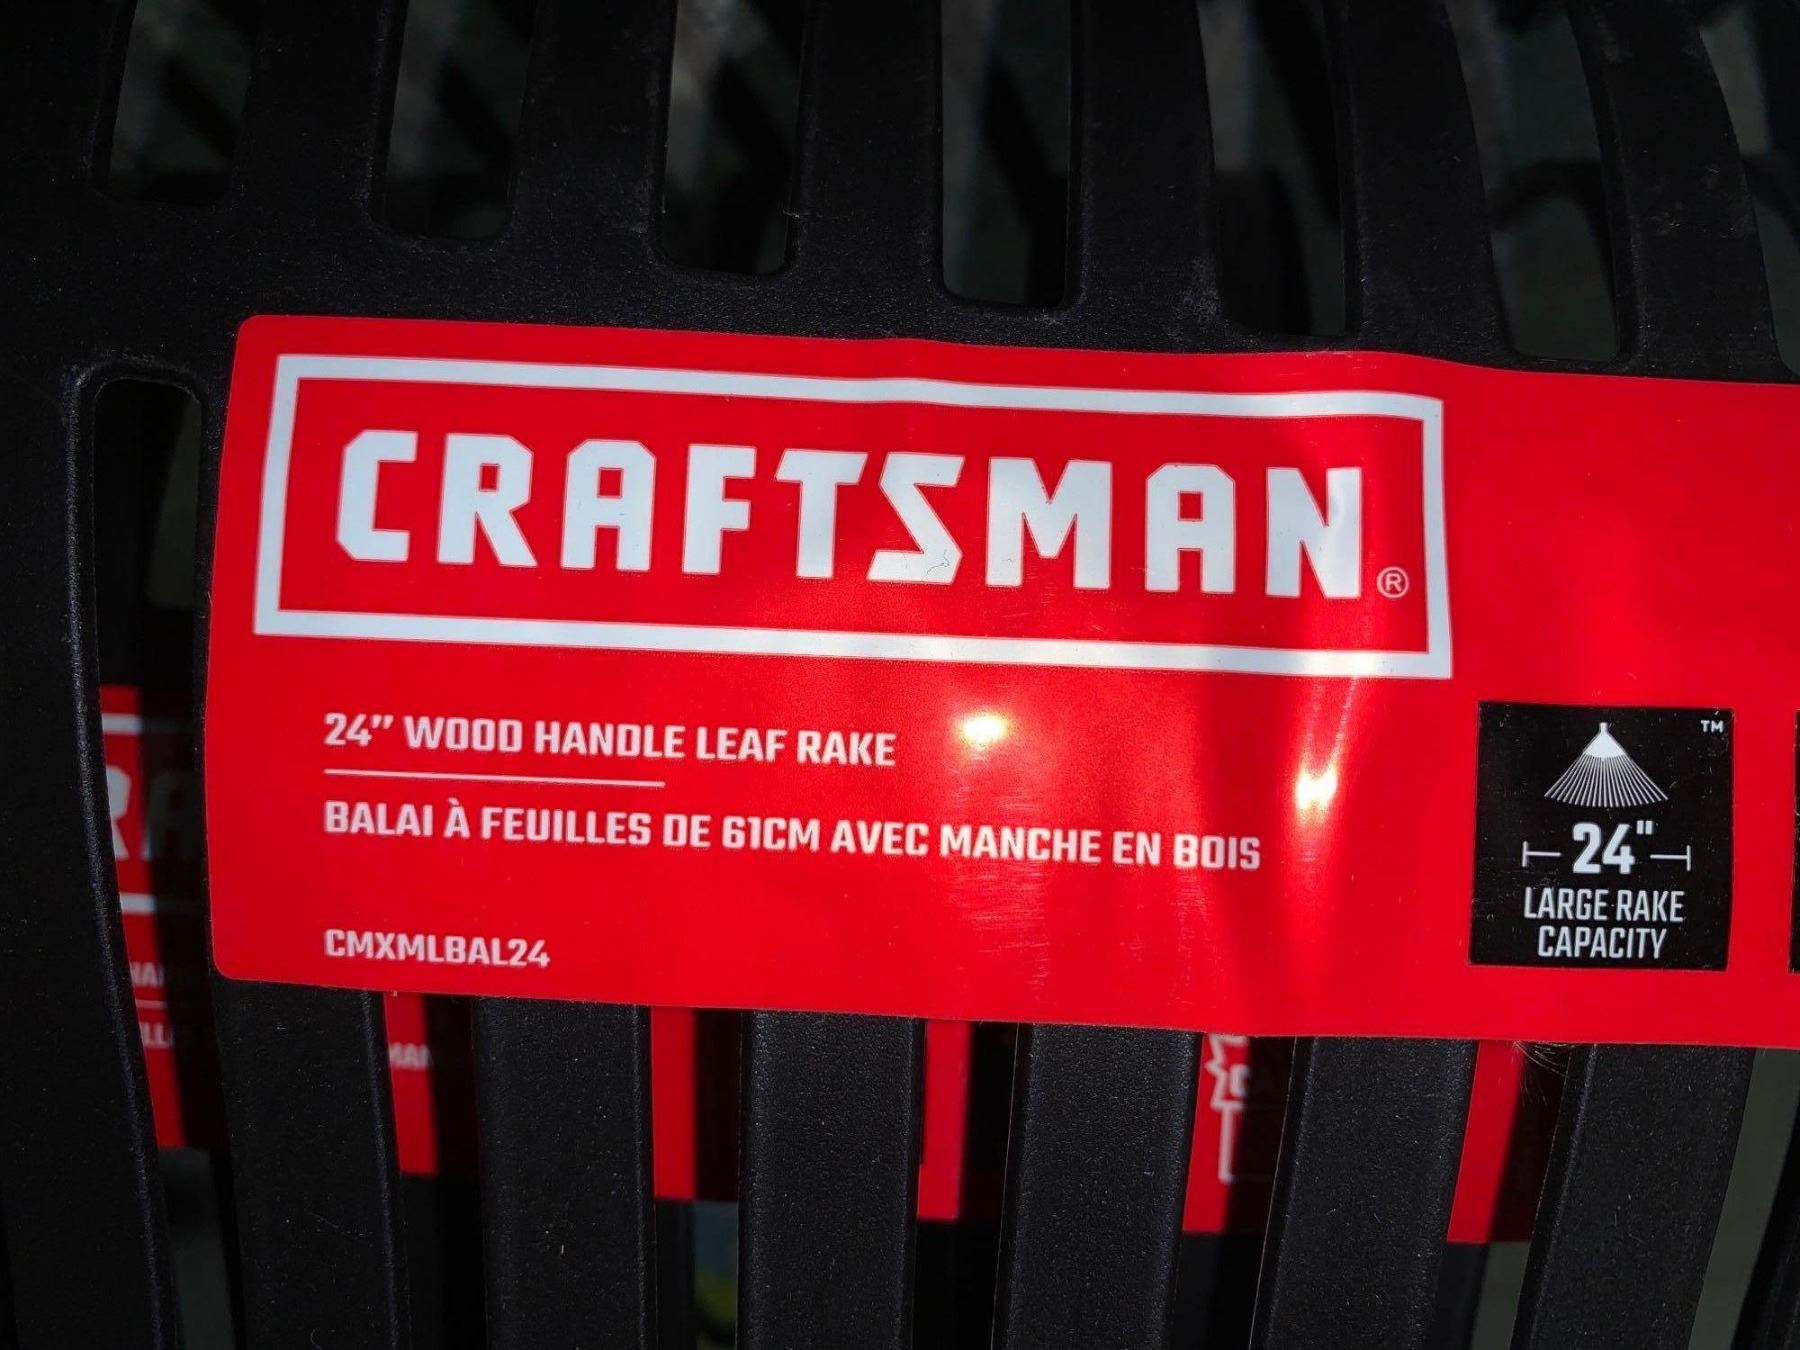 CRAFTSMAN®
24" WOOD HANDLE LEAF RAKE
BALAI À FEUILLES DE 61CM AVEC MANCHE EN BOIS
CMXMLBAL24
TM
24"
LARGE RAKE
CAPACITY